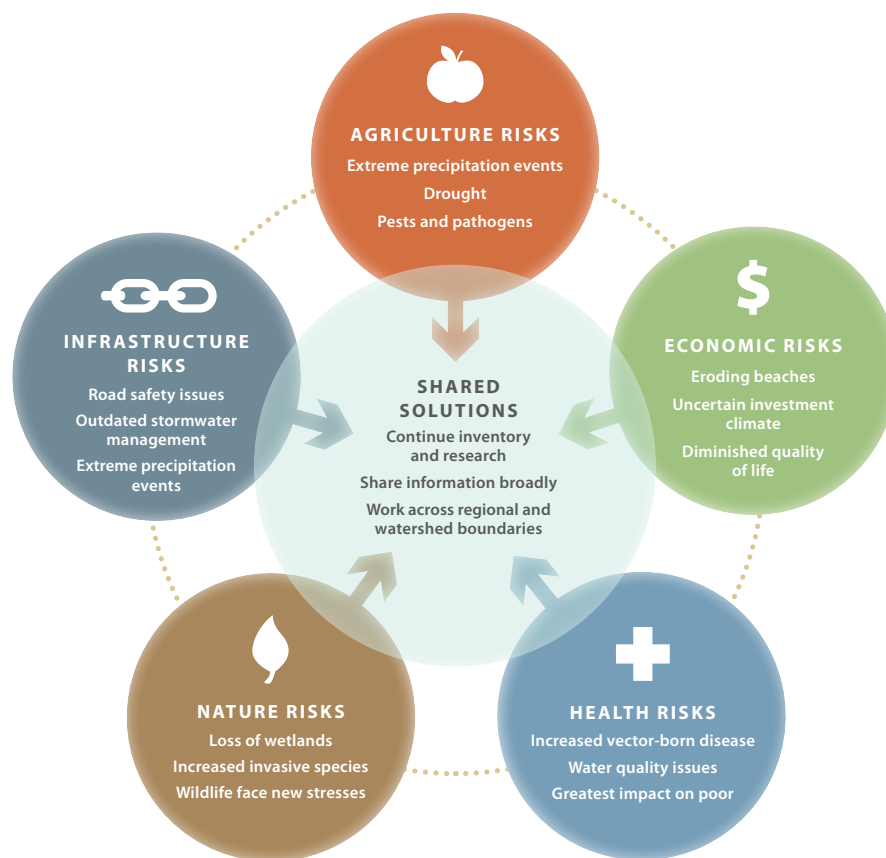 AGRICULTURE RISKS
Extreme precipitation events
Drought
Pests and pathogens
INFRASTRUCTURE
RISKS
Road safety issues
Outdated stormwater
management
Extreme precipitation
events
$
ECONOMIC RISKS
Eroding beaches
Uncertain investment
climate
Diminished quality
of life
SHARED
SOLUTIONS
Continue inventory
and research
Share information broadly
Work across regional and
watershed boundaries
NATURE RISKS
Loss of wetlands
Increased invasive species
Wildlife face new stresses
HEALTH RISKS
Increased vector-born disease
Water quality issues
Greatest impact on poor